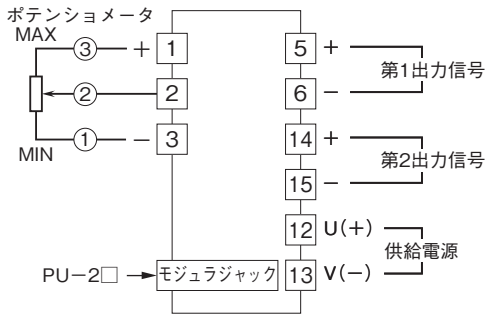 ポテンショメータ
MAX
③ + 1
② 2
① − 3
MIN
5 +
第1出力信号
6 −
14 +
第2出力信号
15 −
12 U(+)
供給電源
13 V(−)
PU−2□ モジュラジャック